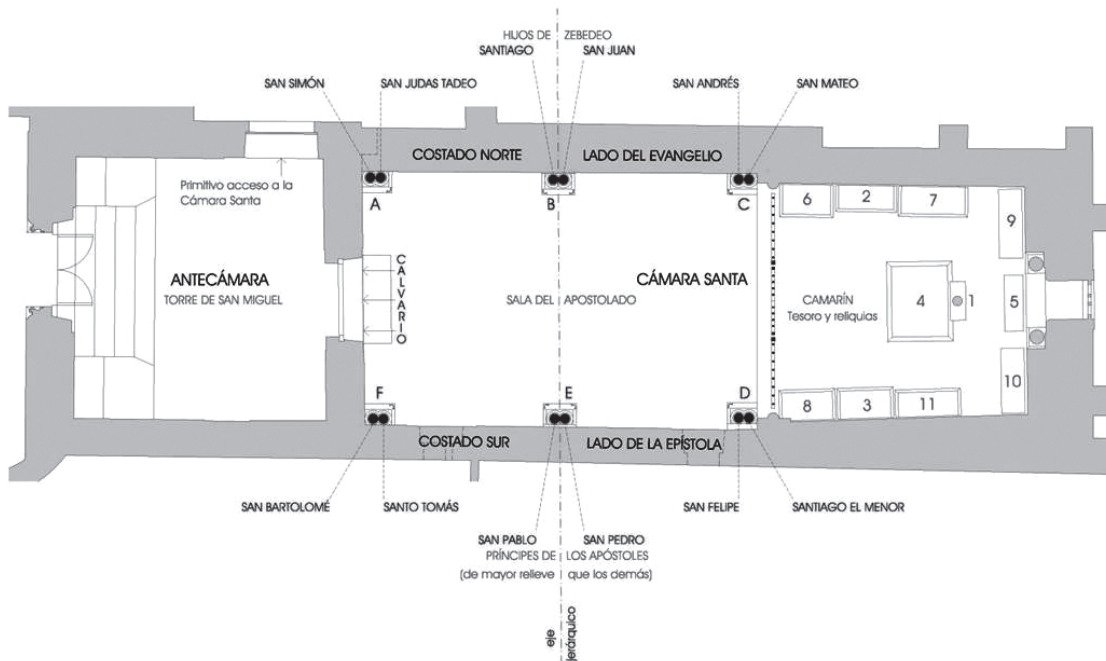 HIJOS DE ZEBEDEO
SANTIAGO SAN JUAN
SAN SIMÓN SAN JUDAS TADEO SAN ANDRÉS SAN MATEO
COSTADO NORTE LADO DEL EVANGELIO
Primitivo acceso a la
Cámara Santa
A B C
6 2 7 9
ANTECÁMARA
TORRE DE SAN MIGUEL
CALVARIO
CÁMARA SANTA
SALA DEL APOSTOLADO
CAMARÍN
Tesoro y reliquias
4 1 5
F E D
8 3 11 10
COSTADO SUR LADO DE LA EPÍSTOLA
SAN BARTOLOMÉ SANTO TOMÁS SAN FELIPE SANTIAGO EL MENOR
SAN PABLO SAN PEDRO
PRÍNCIPES DE LOS APÓSTOLES
(de mayor relieve que los demás)
eje
jerárquico